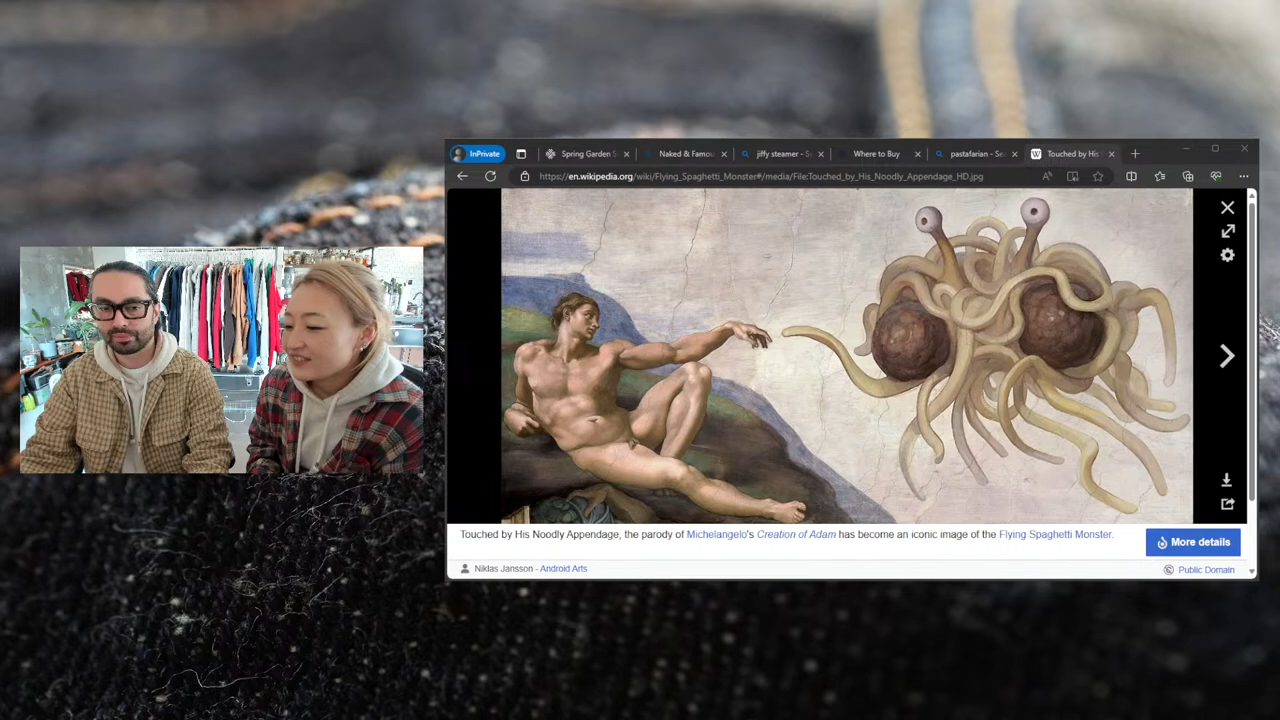 InPrivate
Spring Garden S
Naked & Famou
jiffy steamer - S
Where to Buy
pastafarian - Sea
Touched by His
https://en.wikipedia.org/wiki/Flying_Spaghetti_Monster#/media/File:Touched_by_His_Noodly_Appendage_HD.jpg
Touched by His Noodly Appendage, the parody of Michelangelo's Creation of Adam has become an iconic image of the Flying Spaghetti Monster.
More details
Niklas Jansson - Android Arts
Public Domain